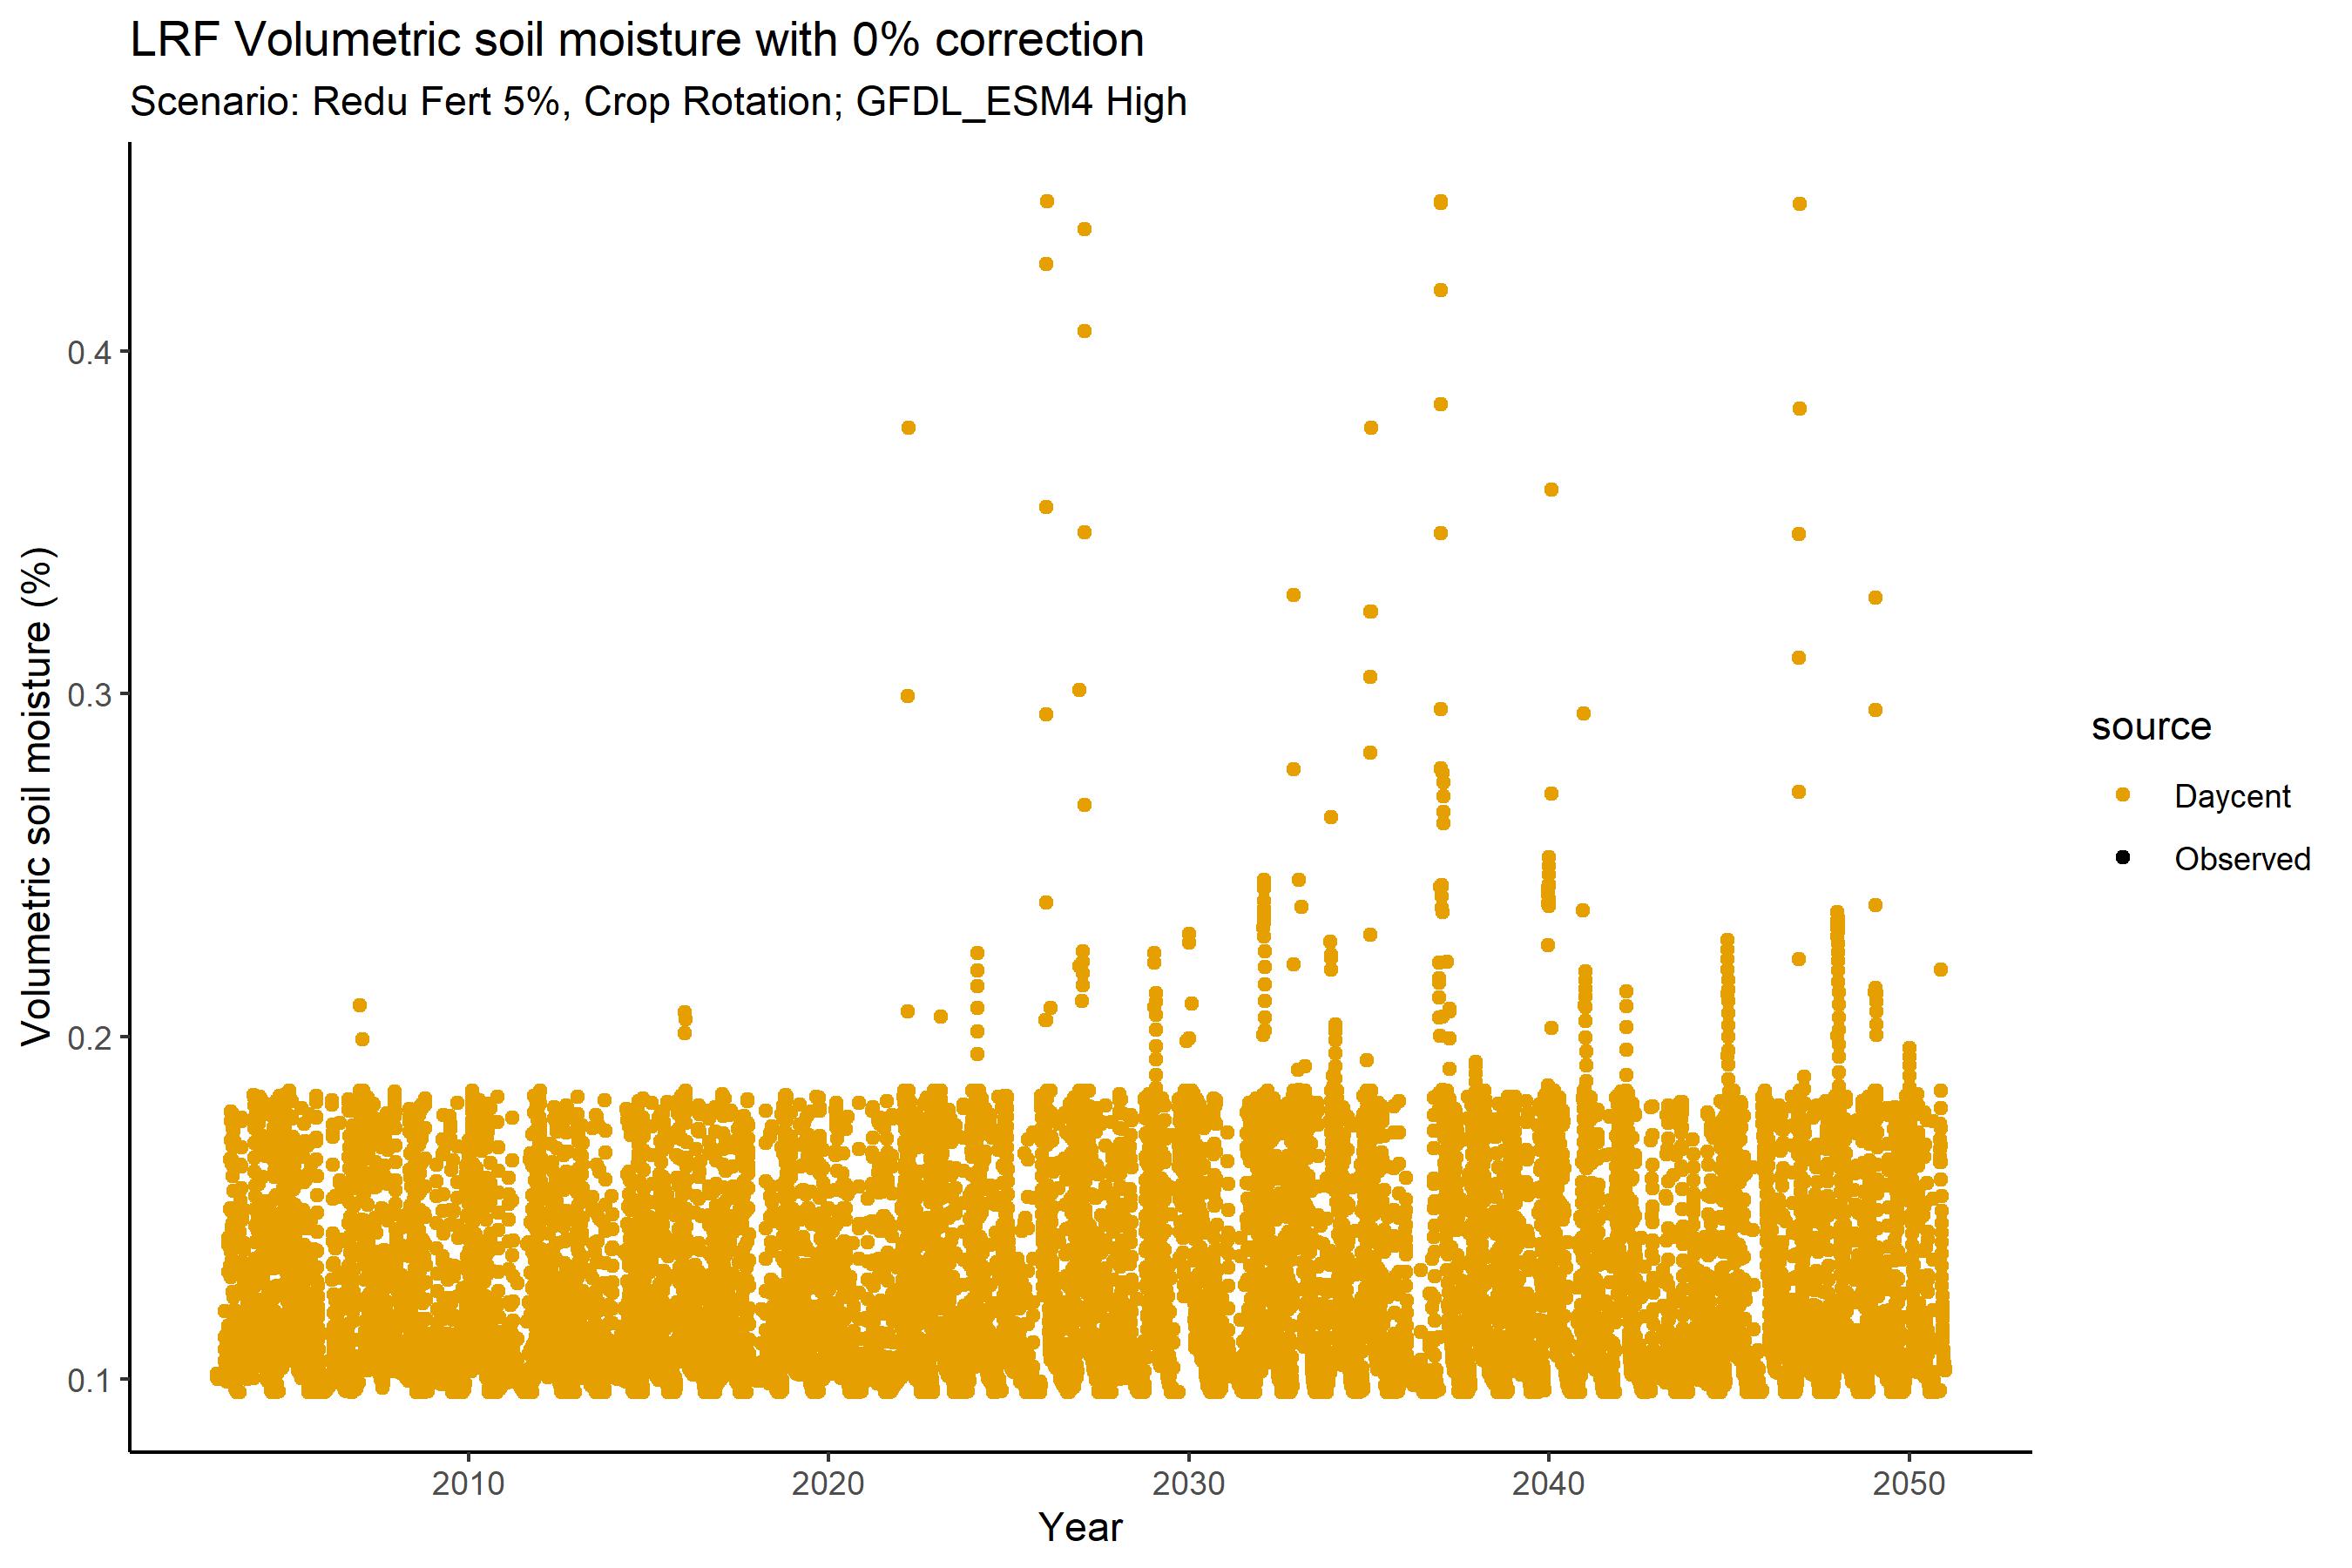 LRF Volumetric soil moisture with 0% correction
Scenario: Redu Fert 5%, Crop Rotation; GFDL_ESM4 High
Volumetric soil moisture (%)
0.4
0.3
0.2
0.1
2010 2020 2030 2040 2050
Year
source
Daycent
Observed